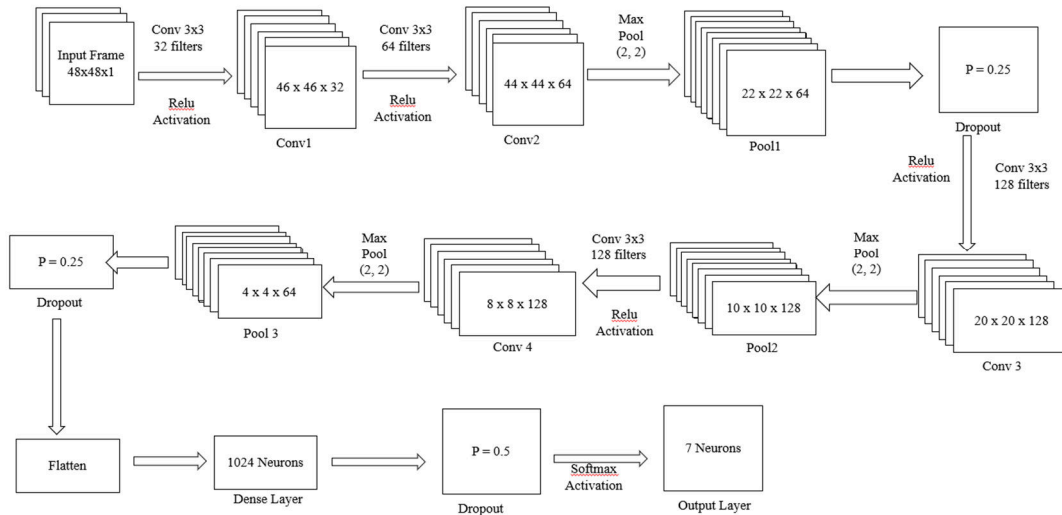 Input Frame
48x48x1
Conv 3x3
32 filters
Relu
Activation
46 x 46 x 32
Conv1
Conv 3x3
64 filters
Relu
Activation
44 x 44 x 64
Conv2
Max
Pool
(2, 2)
22 x 22 x 64
Pool1
P = 0.25
Dropout
Relu
Activation
Conv 3x3
128 filters
20 x 20 x 128
Conv 3
Max
Pool
(2, 2)
10 x 10 x 128
Pool2
Conv 3x3
128 filters
Relu
Activation
8 x 8 x 128
Conv 4
Max
Pool
(2, 2)
4 x 4 x 64
Pool 3
P = 0.25
Dropout
Flatten
1024 Neurons
Dense Layer
P = 0.5
Dropout
Softmax
Activation
7 Neurons
Output Layer